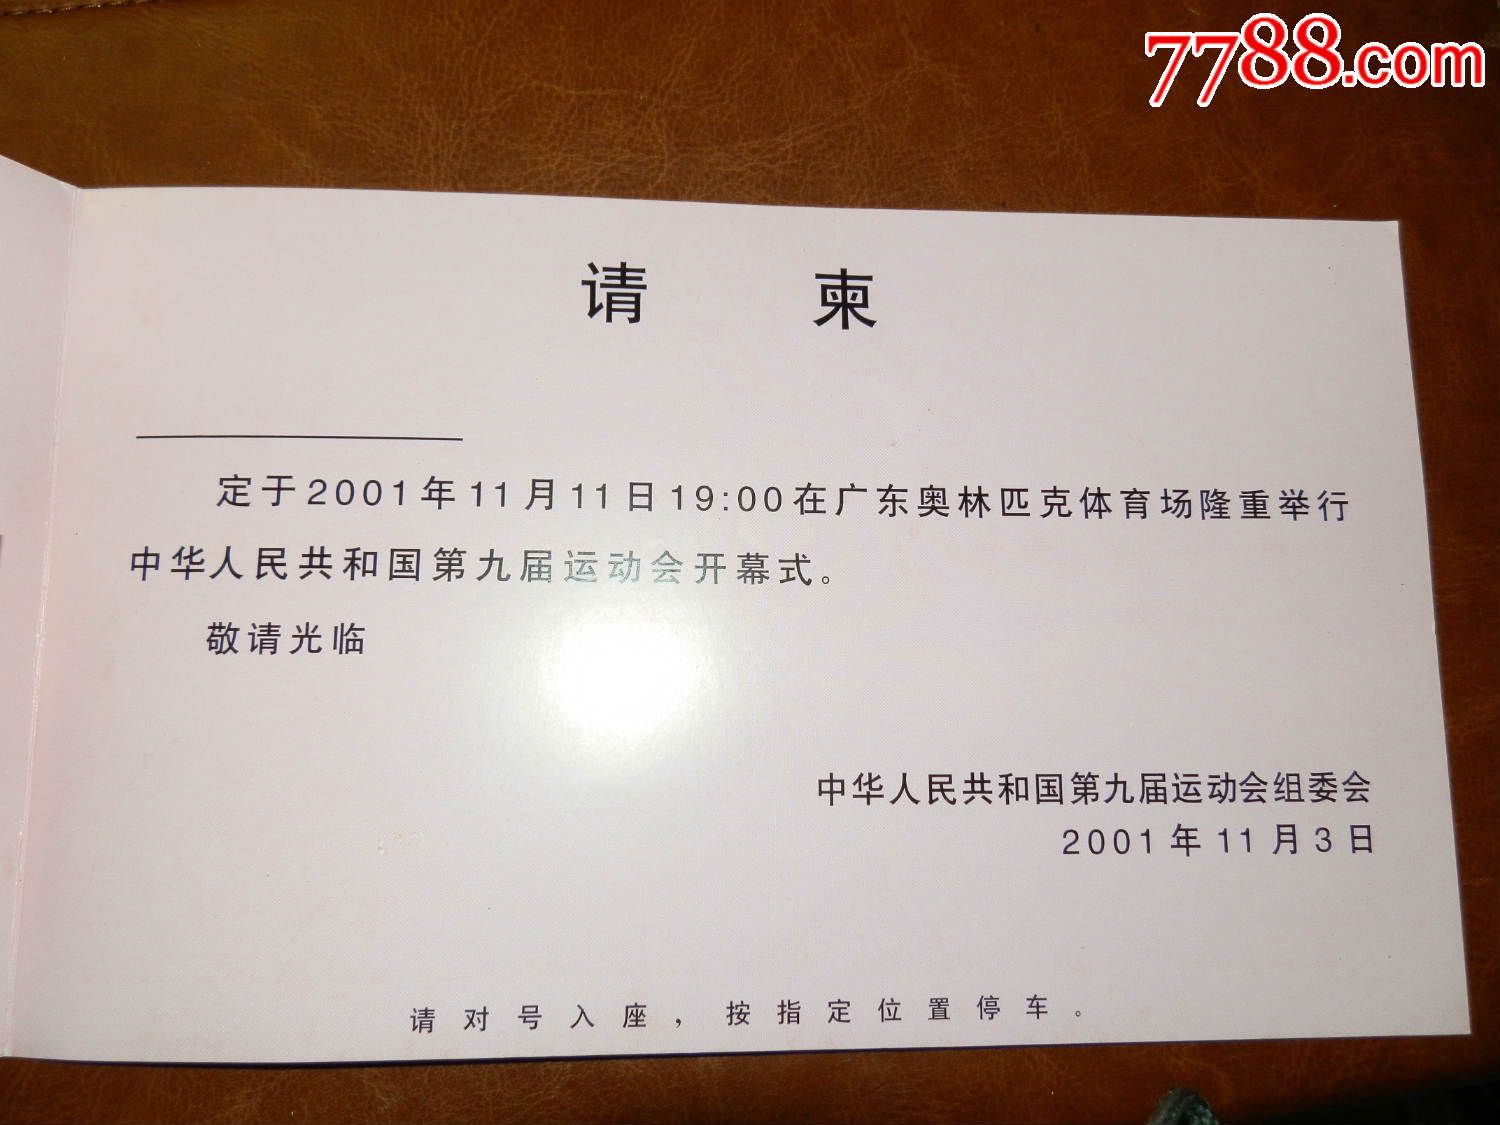 7788.com
请 柬
定于2001年11月11日19:00在广东奥林匹克体育场隆重举行
中华人民共和国第九届运动会开幕式。
敬请光临
中华人民共和国第九届运动会组委会
2001年11月3日
请对号入座，按指定位置停车。